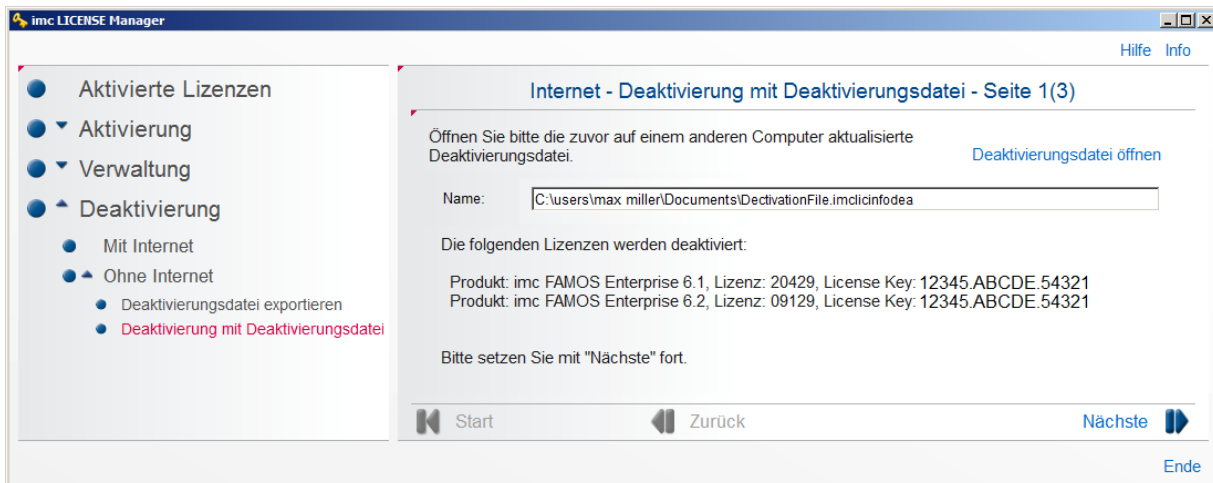 imc LICENSE Manager
Hilfe Info
Aktivierte Lizenzen
Aktivierung
Verwaltung
Deaktivierung
Mit Internet
Ohne Internet
Deaktivierungsdatei exportieren
Deaktivierung mit Deaktivierungsdatei
Internet - Deaktivierung mit Deaktivierungsdatei - Seite 1(3)
Öffnen Sie bitte die zuvor auf einem anderen Computer aktualisierte
Deaktivierungsdatei.
Deaktivierungsdatei öffnen
Name: C:\users\max miller\Documents\DectivationFile.imclicinfodea
Die folgenden Lizenzen werden deaktiviert:
Produkt: imc FAMOS Enterprise 6.1, Lizenz: 20429, License Key: 12345.ABCDE.54321
Produkt: imc FAMOS Enterprise 6.2, Lizenz: 09129, License Key: 12345.ABCDE.54321
Bitte setzen Sie mit "Nächste" fort.
Start Zurück Nächste
Ende